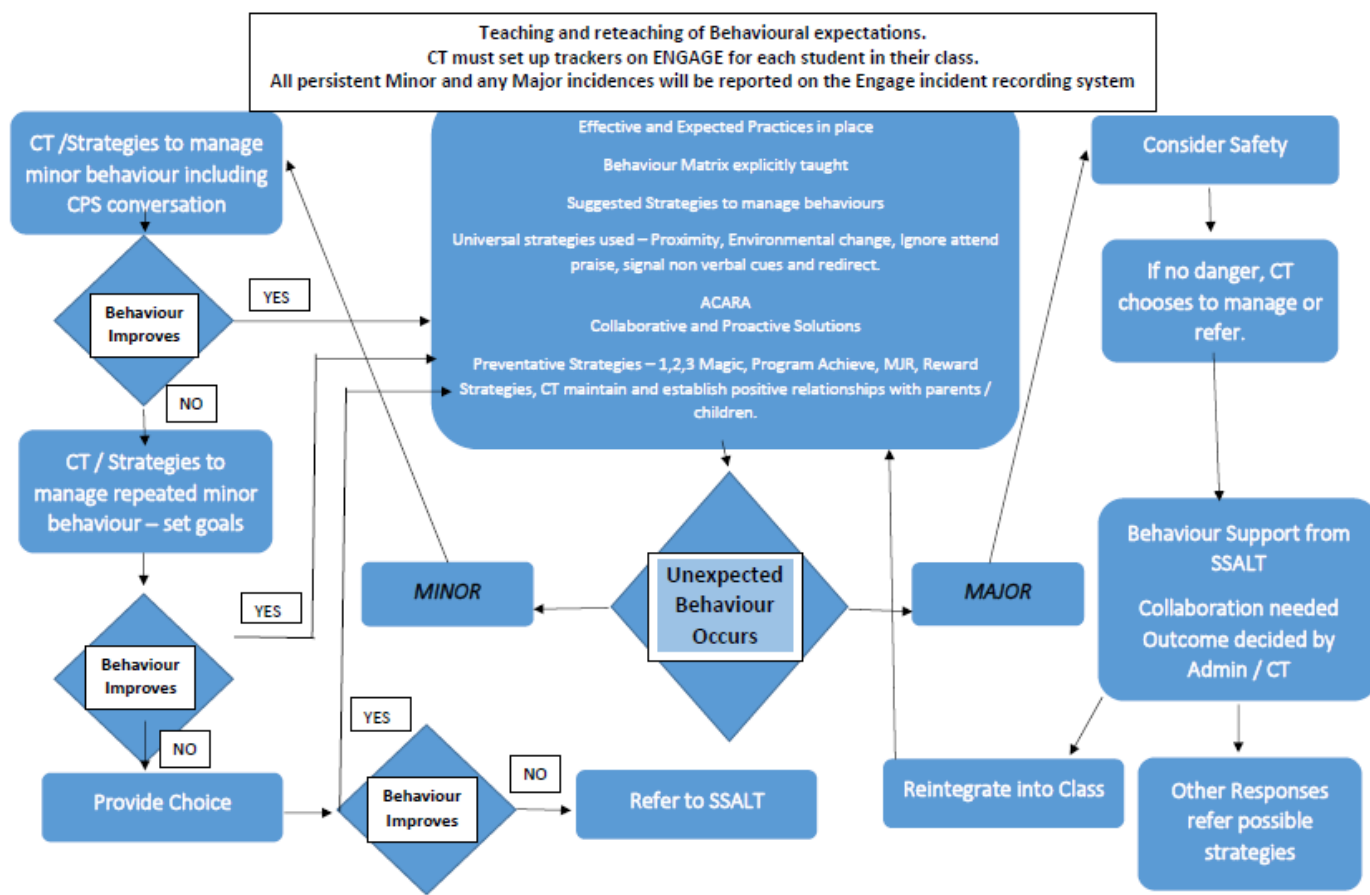 Teaching and reteaching of Behavioural expectations.
CT must set up trackers on ENGAGE for each student in their class.
All persistent Minor and any Major incidences will be reported on the Engage incident recording system
CT /Strategies to manage
minor behaviour including
CPS conversation
Behaviour
Improves
YES
NO
CT / Strategies to
manage repeated minor
behaviour – set goals
Behaviour
Improves
YES
NO
Provide Choice
Behaviour
Improves
YES
NO
Refer to SSALT
Effective and Expected Practices in place
Behaviour Matrix explicitly taught
Suggested Strategies to manage behaviours
Universal strategies used – Proximity, Environmental change, Ignore attend
praise, signal non verbal cues and redirect.
ACARA
Collaborative and Proactive Solutions
Preventative Strategies – 1,2,3 Magic, Program Achieve, MJR, Reward
Strategies, CT maintain and establish positive relationships with parents /
children.
Unexpected
Behaviour
Occurs
MINOR
MAJOR
Consider Safety
If no danger, CT
chooses to manage or
refer.
Behaviour Support from
SSALT
Collaboration needed
Outcome decided by
Admin / CT
Reintegrate into Class
Other Responses
refer possible
strategies